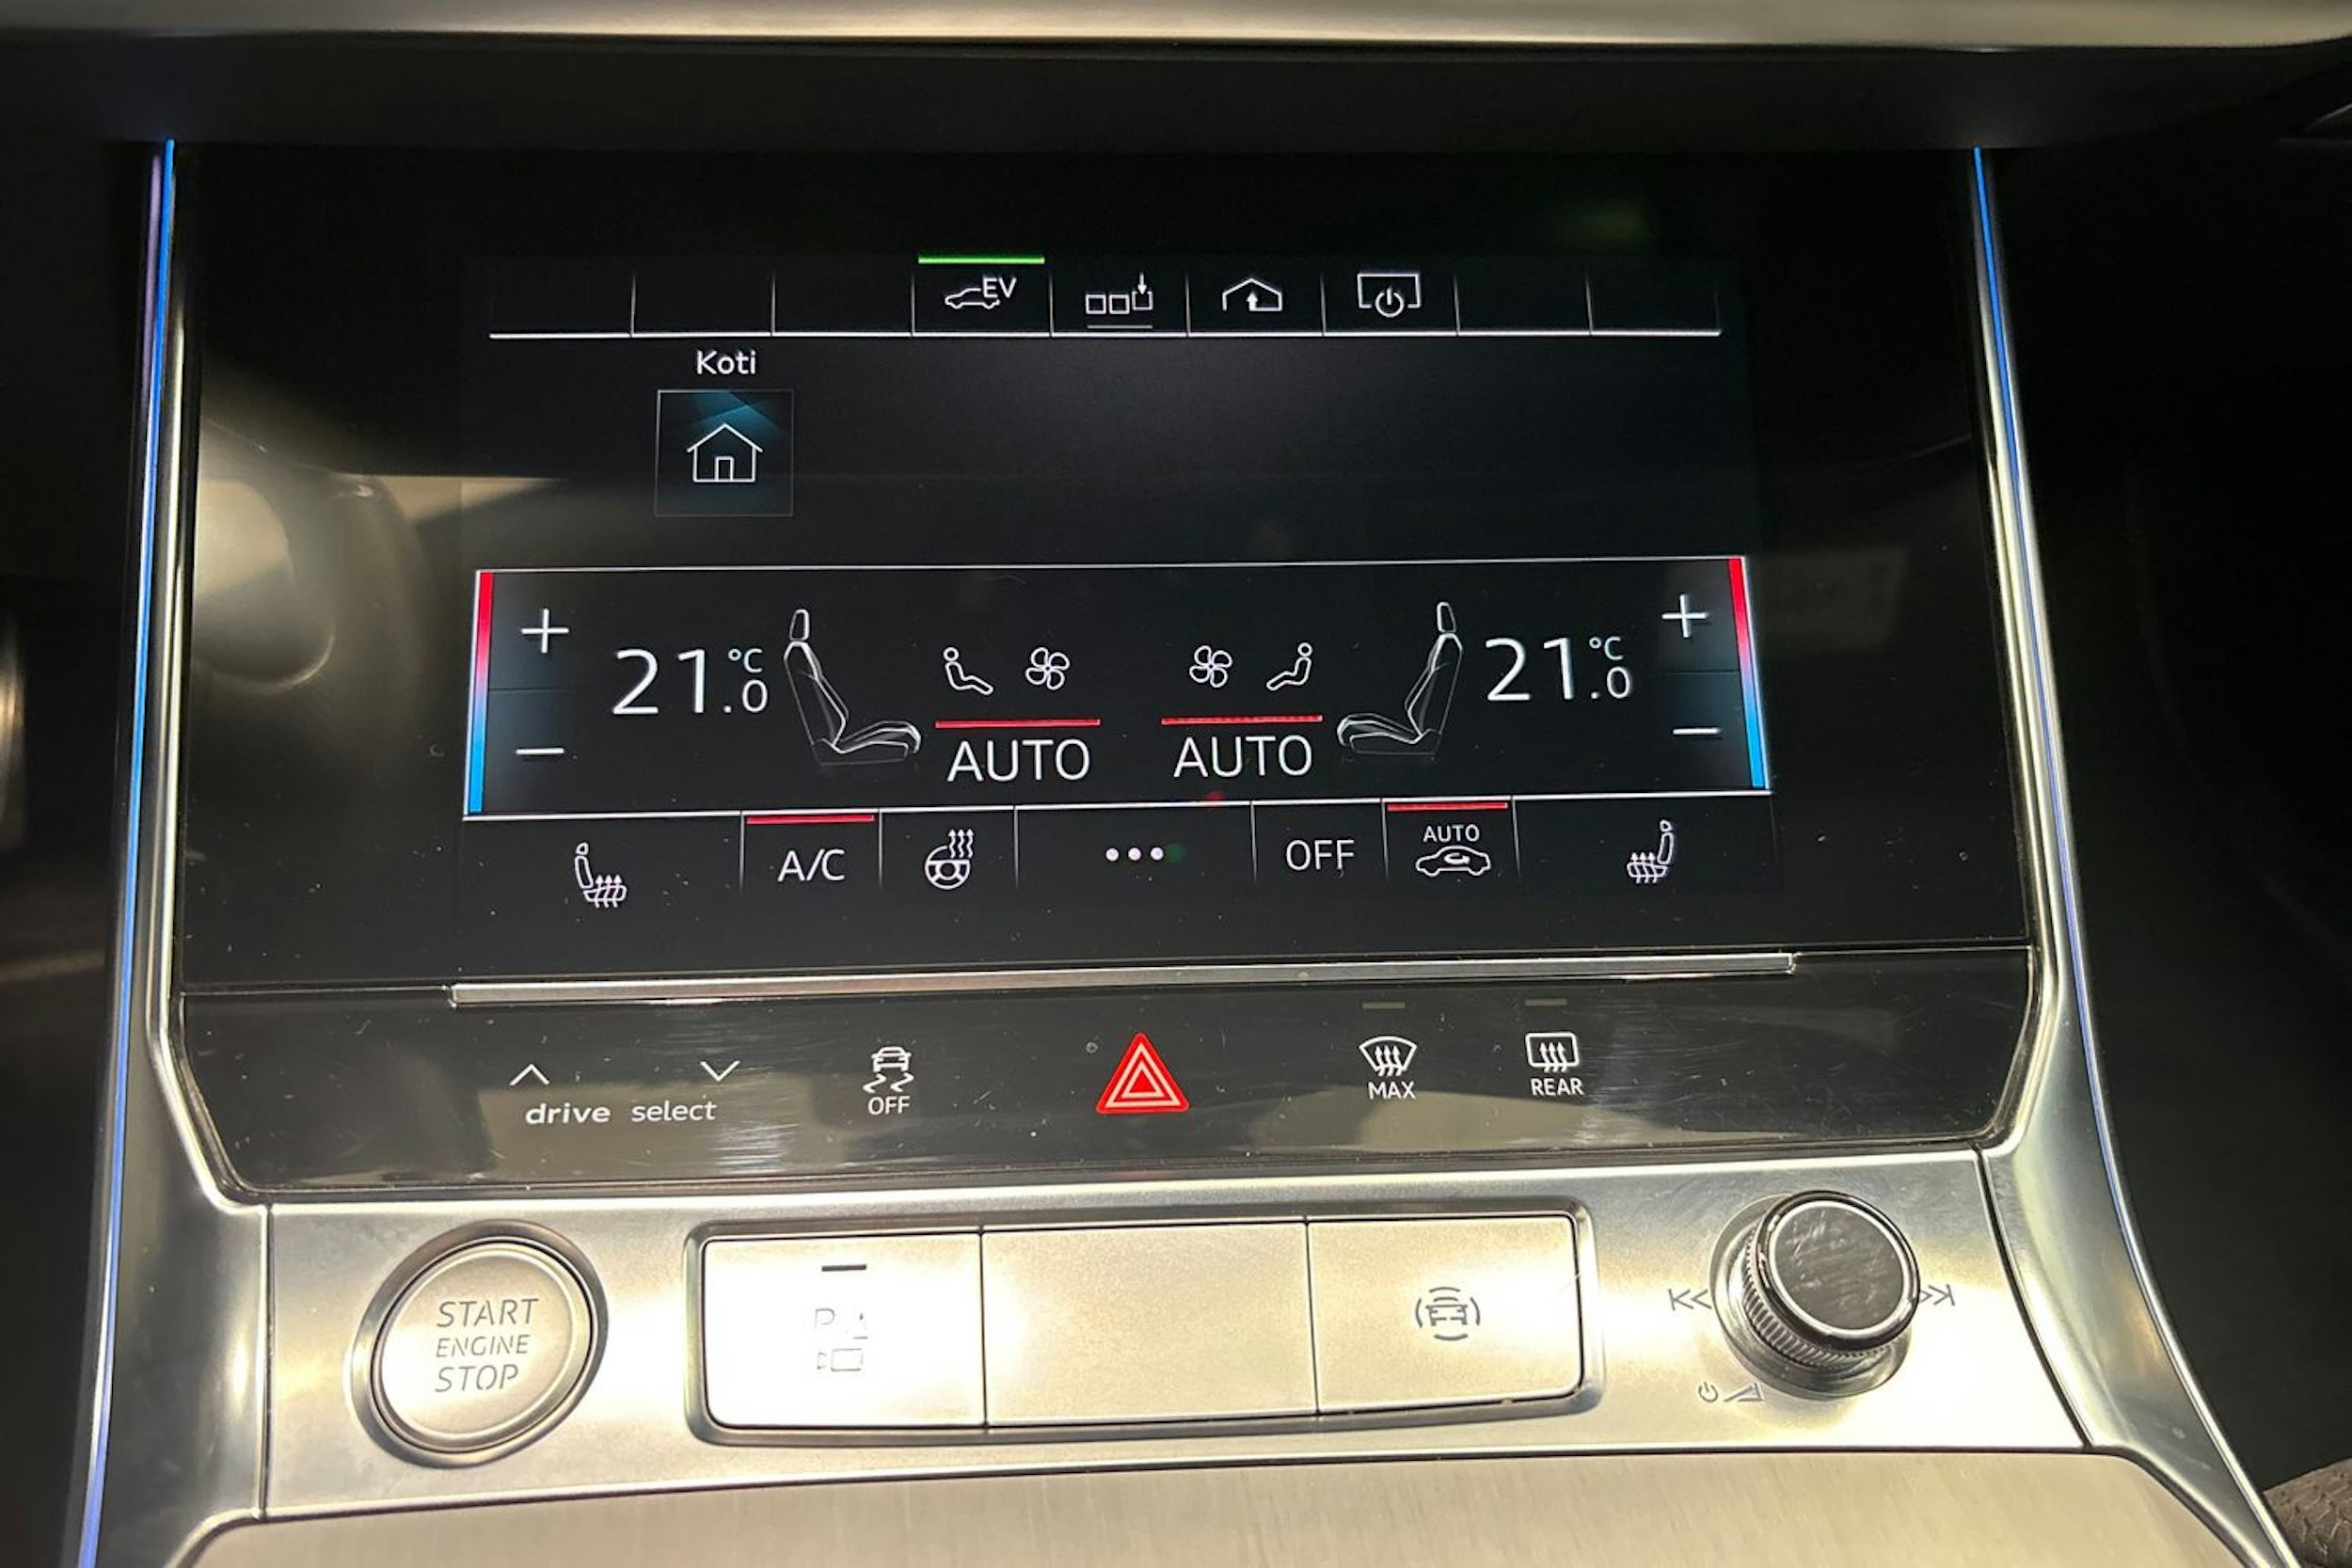 EV
Koti
21.0 °C
21.0 °C
AUTO
AUTO
A/C
OFF
AUTO
drive select
OFF
MAX
REAR
START
ENGINE
STOP
P